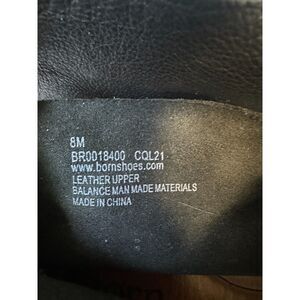 8M
BR0018400 CQL21
www.bornshoes.com
LEATHER UPPER
BALANCE MAN MADE MATERIALS
MADE IN CHINA